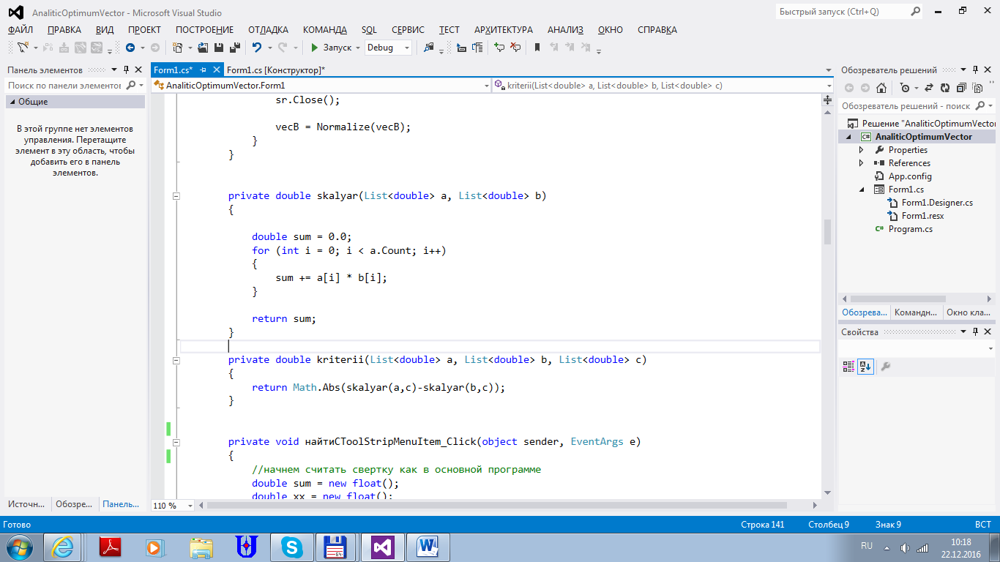 AnaliticOptimumVector - Microsoft Visual Studio
Быстрый запуск (Ctrl+Q)
ФАЙЛ ПРАВКА ВИД ПРОЕКТ ПОСТРОЕНИЕ ОТЛАДКА КОМАНДА SQL СЕРВИС ТЕСТ АРХИТЕКТУРА АНАЛИЗ ОКНО СПРАВКА
Запуск Debug
Панель элементов
Поиск по панели элементов
Общие
В этой группе нет элементов
управления. Перетащите
элемент в эту область, чтобы
добавить его в панель
элементов.
Источн... Обозре... Панель...
Form1.cs* Form1.cs [Конструктор]*
AnaliticOptimumVector.Form1 kriterii(List<double> a, List<double> b, List<double> c)
sr.Close();
vecB = Normalize(vecB);
}
}
private double skalyar(List<double> a, List<double> b)
{
double sum = 0.0;
for (int i = 0; i < a.Count; i++)
{
sum += a[i] * b[i];
}
return sum;
}
private double kriterii(List<double> a, List<double> b, List<double> c)
{
return Math.Abs(skalyar(a,c)-skalyar(b,c));
}
private void найтиCToolStripMenuItem_Click(object sender, EventArgs e)
{
//начнем считать свертку как в основной программе
double sum = new float();
double xx = new float();
110 %
Обозреватель решений
Обозреватель решений - поиск
Решение "AnaliticOptimumVector
AnaliticOptimumVector
Properties
References
App.config
Form1.cs
Form1.Designer.cs
Form1.resx
Program.cs
Обозрева... Командн... Окно кла...
Свойства
Готово Строка 141 Столбец 9 Знак 9 ВСТ
RU
10:18
22.12.2016